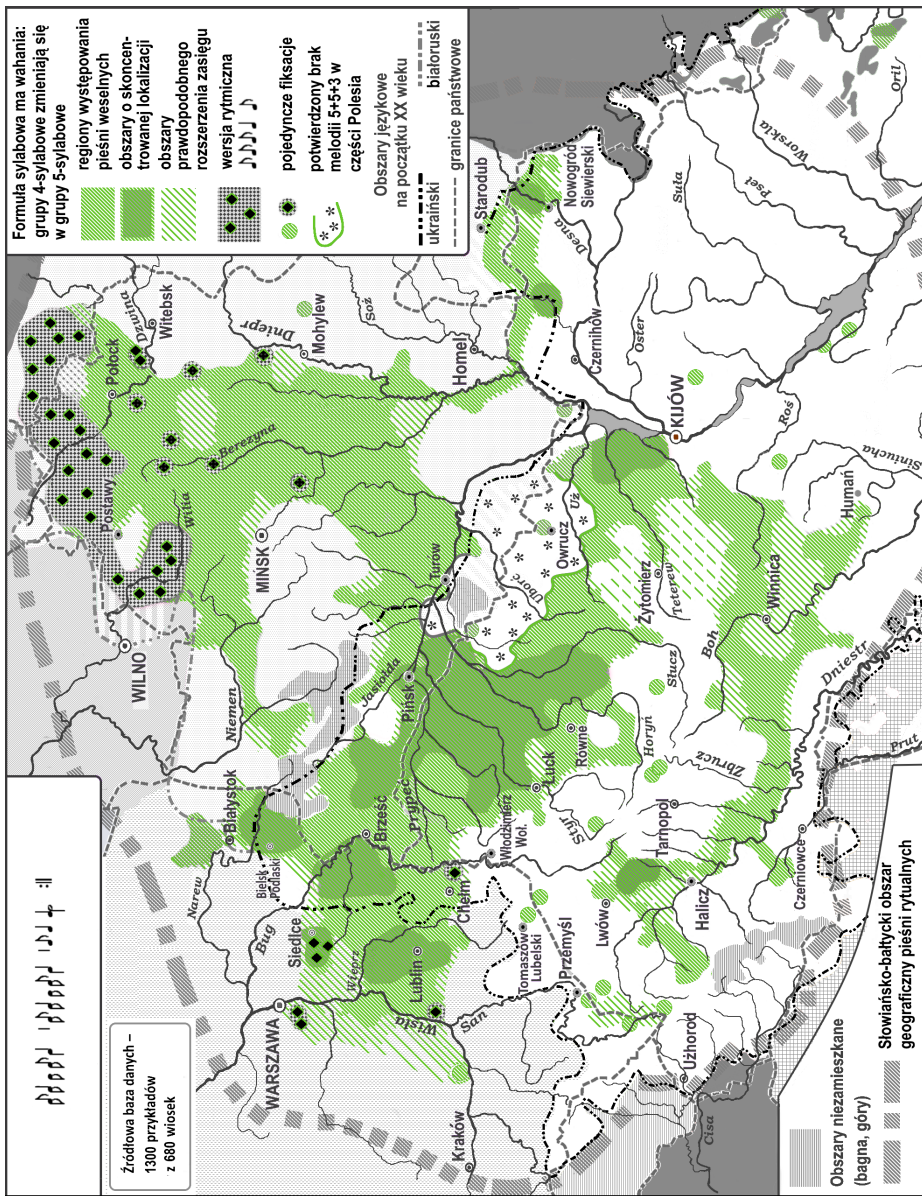 Formuła sylabowa ma wahania:
grupy 4-sylabowe zmieniają się
w grupy 5-sylabowe
regiony występowania
pieśni weselnych
obszary o skoncen-
trowanej lokalizacji
obszary
prawdopodobnego
rozszerzenia zasięgu
wersja rytmiczna
pojedyncze fiksacje
potwierdzony brak
melodii 5+5+3 w
części Polesia
Obszary językowe
na początku XX wieku
ukraiński
białoruski
granice państwowe
Źródłowa baza danych –
1300 przykładów
z 680 wiosek
Obszary niezamieszkane
(bagna, góry)
Słowiańsko-bałtycki obszar
geograficzny pieśni rytualnych
WILNO
Postawy
Połock
Dźwina
Witebsk
Wilia
Niemen
MIŃSK
Berezyna
Dniepr
Mohylew
Soż
Homel
Starodub
Nowogród
Siewierski
Desna
Czernihów
Oster
Suła
Pseł
Worskla
Oril
Białystok
Narew
Bielsk
Podlaski
Bug
Siedlce
WARSZAWA
Wieprz
Lublin
Wisła
San
Kraków
Chełm
Brześć
Prypeć
Jasiołda
Pińsk
Turow
Uborć
Owrucz
Uż
KIJÓW
Włodzimierz
Woł.
Łuck
Styr
Równe
Horyń
Słucz
Żytomierz
Teterew
Tomaszów
Lubelski
Przemyśl
Lwów
Tarnopol
Zbrucz
Boh
Winnica
Roś
Humań
Siniucha
Halicz
Dniestr
Czerniowce
Prut
Użhorod
Cisa